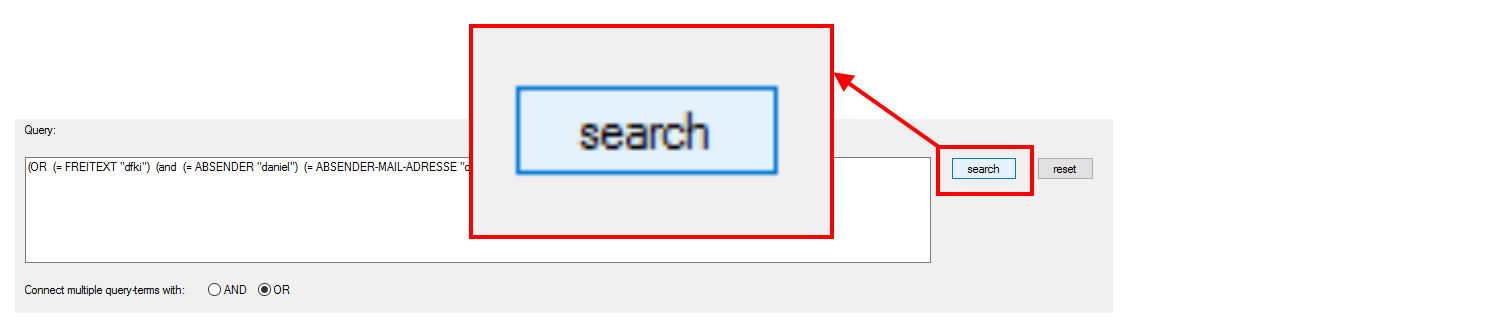 search
Query:
(OR (= FREITEXT "dfki") (and (= ABSENDER "daniel") (= ABSENDER-MAIL-ADRESSE "d
search
reset
Connect multiple query-terms with:
AND
OR